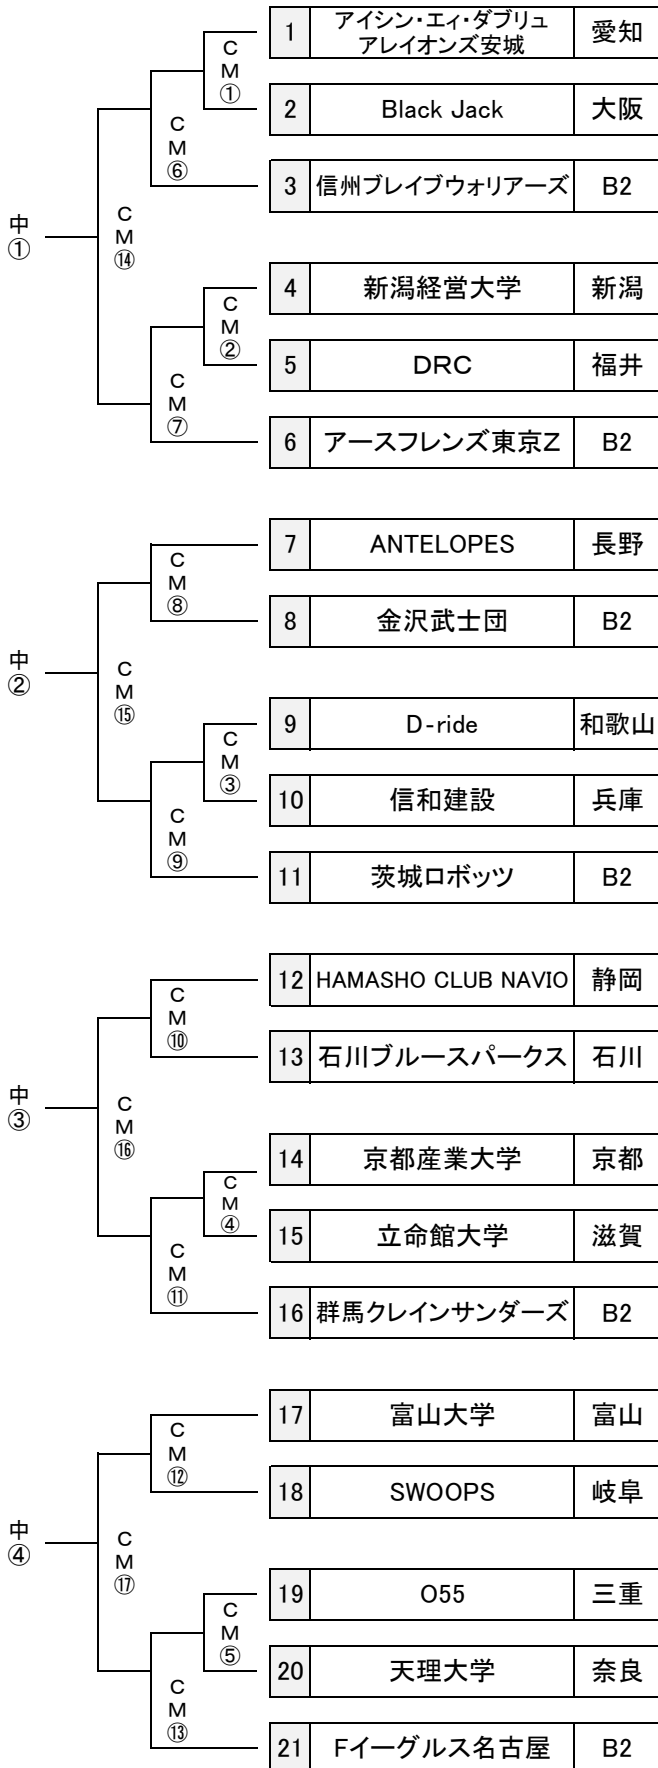 1 アイシン・エィ・ダブリュ 愛知
アレイオンズ安城
C
M
①
2 Black Jack 大阪
C
M
⑥
3 信州ブレイブウォリアーズ B2
中
①
C
M
⑭
4 新潟経営大学 新潟
C
M
②
5 DRC 福井
C
M
⑦
6 アースフレンズ東京Z B2
7 ANTELOPES 長野
C
M
⑧
8 金沢武士団 B2
中
②
C
M
⑮
9 D-ride 和歌山
C
M
③
10 信和建設 兵庫
C
M
⑨
11 茨城ロボッツ B2
12 HAMASHO CLUB NAVIO 静岡
C
M
⑩
13 石川ブルースパークス 石川
中
③
C
M
⑯
14 京都産業大学 京都
C
M
④
15 立命館大学 滋賀
C
M
⑪
16 群馬クレインサンダーズ B2
17 富山大学 富山
C
M
⑫
18 SWOOPS 岐阜
中
④
C
M
⑰
19 O55 三重
C
M
⑤
20 天理大学 奈良
C
M
⑬
21 Fイーグルス名古屋 B2